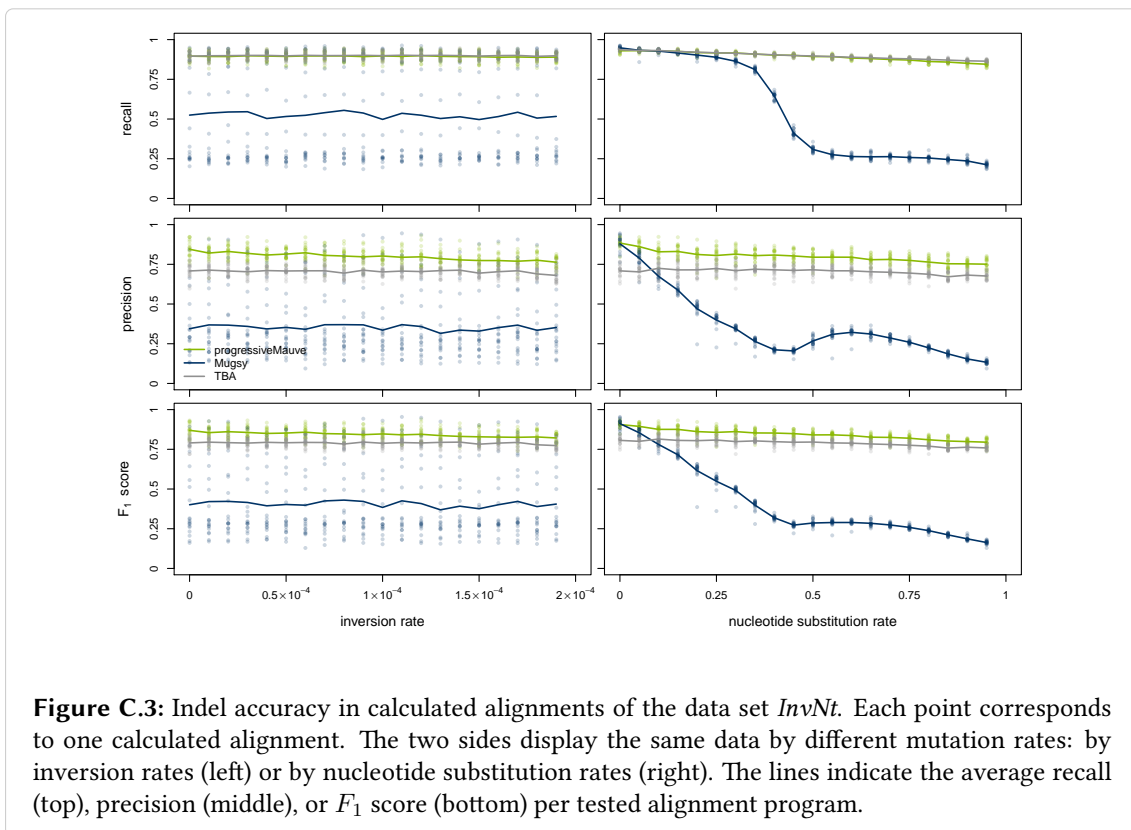 recall
0
0.25
0.5
0.75
1
precision
0
0.25
0.5
0.75
1
progressiveMauve
Mugsy
TBA
F1 score
0
0.25
0.5
0.75
1
0
0.5×10−4
1×10−4
1.5×10−4
2×10−4
inversion rate
0
0.25
0.5
0.75
1
nucleotide substitution rate
Figure C.3: Indel accuracy in calculated alignments of the data set InvNt. Each point corresponds
to one calculated alignment. The two sides display the same data by different mutation rates: by
inversion rates (left) or by nucleotide substitution rates (right). The lines indicate the average recall
(top), precision (middle), or F1 score (bottom) per tested alignment program.